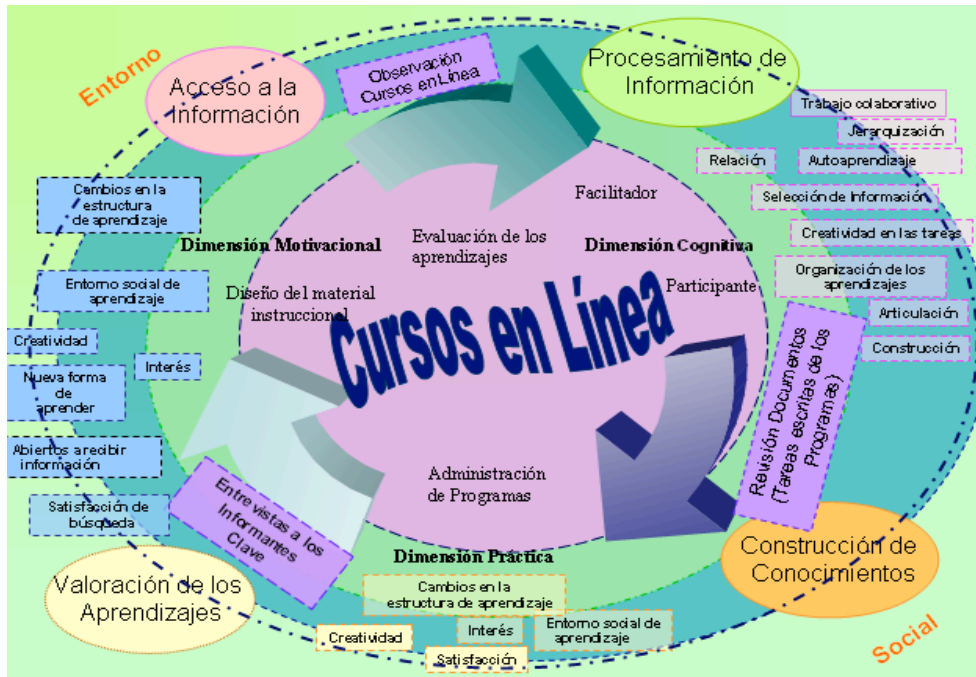 Entorno
Acceso a la
Información
Observación
Cursos en Línea
Procesamiento de
Información
Trabajo colaborativo
Jerarquización
Relación
Autoaprendizaje
Selección de Información
Creatividad en las tareas
Organización de los
aprendizajes
Articulación
Construcción
Cambios en la
estructura
de aprendizaje
Entorno social de
aprendizaje
Creatividad
Interés
Nueva forma
de
aprender
Abiertos a recibir
información
Satisfacción de
búsqueda
Facilitador
Dimensión Motivacional
Evaluación de los
aprendizajes
Dimensión Cognitiva
Diseño del material
instruccional
Participante
Cursos en Línea
Revisión Documentos
(Tareas escritas de los
Programas)
Administración
de Programas
Entrevistas a los
Informantes
Clave
Dimensión Práctica
Construcción de
Conocimientos
Valoración de los
Aprendizajes
Cambios en la
estructura de aprendizaje
Creatividad
Interés
Entorno social de
aprendizaje
Satisfacción
Social